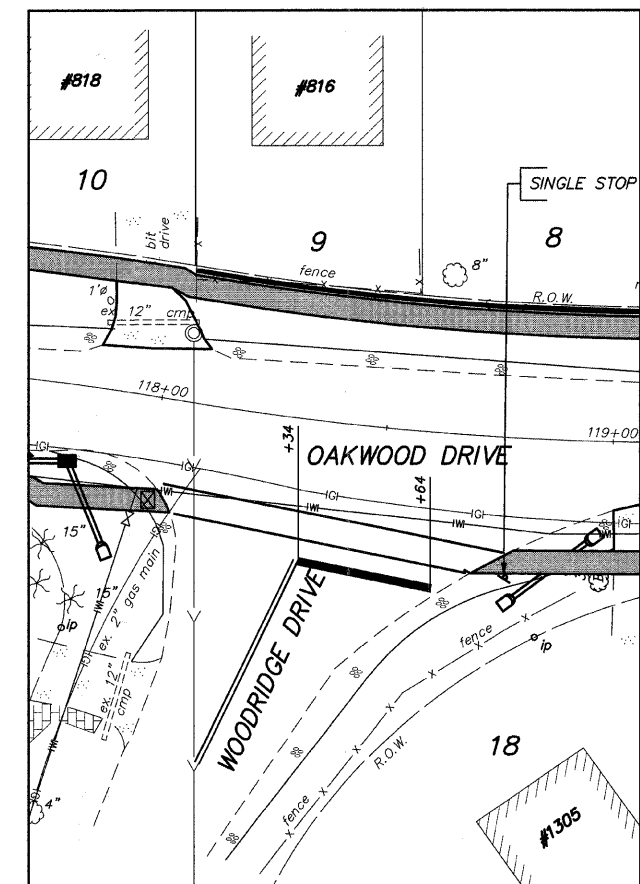 #818
#816
10
SINGLE STOP
bit
drive
9
8
fence
8"
R.O.W.
1'ø
ex
12" cmp
118+00
119+00
+34
OAKWOOD DRIVE
+64
IGI
IWI
15"
15"
ex. 2" gas main
ip
ex. 12"
cmp
WOODRIDGE DRIVE
fence
ip
R.O.W.
18
fence
4"
#1305